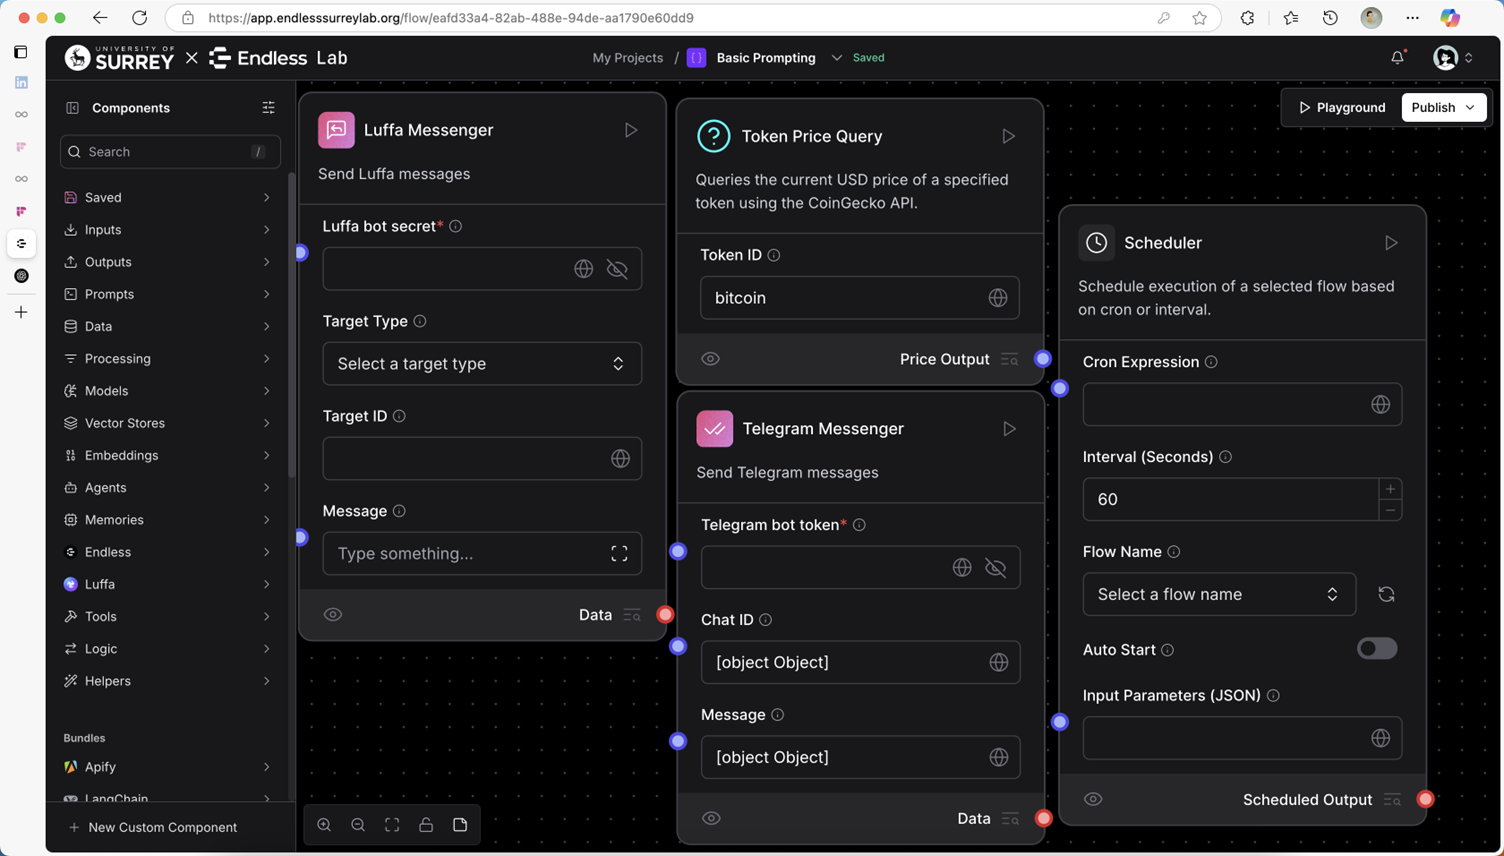 https://app.endlesssurreylab.org/flow/eafd33a4-82ab-488e-94de-aa1790e60dd9
UNIVERSITY OF
SURREY
Endless Lab
My Projects / Basic Prompting
Saved
Components
Search /
Saved
Inputs
Outputs
Prompts
Data
Processing
Models
Vector Stores
Embeddings
Agents
Memories
Endless
Luffa
Tools
Logic
Helpers
Bundles
Apify
LangChain
+ New Custom Component
Luffa Messenger
Send Luffa messages
Luffa bot secret*
Target Type
Select a target type
Target ID
Message
Type something...
Data
Token Price Query
Queries the current USD price of a specified
token using the CoinGecko API.
Token ID
bitcoin
Price Output
Telegram Messenger
Send Telegram messages
Telegram bot token*
Chat ID
[object Object]
Message
[object Object]
Data
Playground
Publish
Scheduler
Schedule execution of a selected flow based
on cron or interval.
Cron Expression
Interval (Seconds)
60
Flow Name
Select a flow name
Auto Start
Input Parameters (JSON)
Scheduled Output